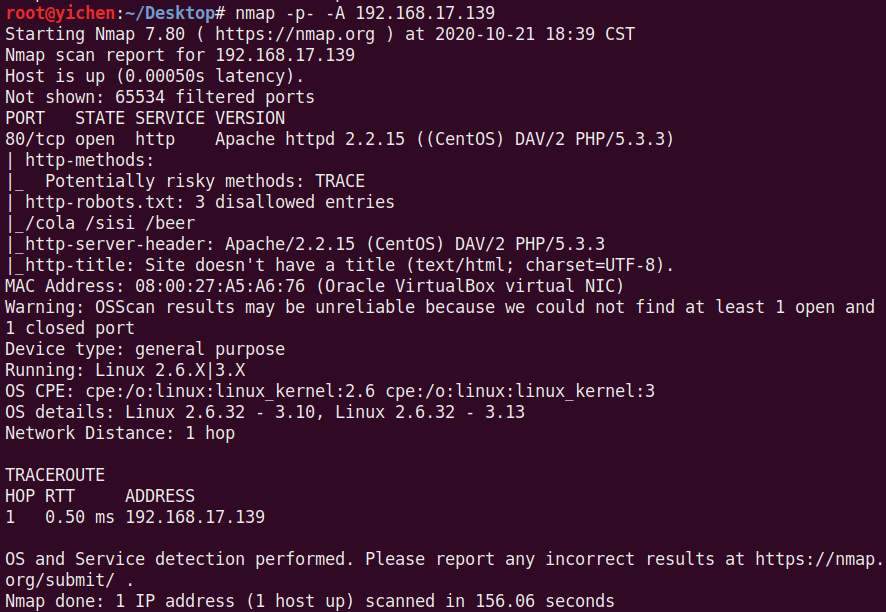 root@yichen:~/Desktop# nmap -p- -A 192.168.17.139
Starting Nmap 7.80 ( https://nmap.org ) at 2020-10-21 18:39 CST
Nmap scan report for 192.168.17.139
Host is up (0.00050s latency).
Not shown: 65534 filtered ports
PORT   STATE SERVICE VERSION
80/tcp open  http    Apache httpd 2.2.15 ((CentOS) DAV/2 PHP/5.3.3)
| http-methods:
|_  Potentially risky methods: TRACE
| http-robots.txt: 3 disallowed entries
|_/cola /sisi /beer
|_http-server-header: Apache/2.2.15 (CentOS) DAV/2 PHP/5.3.3
|_http-title: Site doesn't have a title (text/html; charset=UTF-8).
MAC Address: 08:00:27:A5:A6:76 (Oracle VirtualBox virtual NIC)
Warning: OSScan results may be unreliable because we could not find at least 1 open and
1 closed port
Device type: general purpose
Running: Linux 2.6.X|3.X
OS CPE: cpe:/o:linux:linux_kernel:2.6 cpe:/o:linux:linux_kernel:3
OS details: Linux 2.6.32 - 3.10, Linux 2.6.32 - 3.13
Network Distance: 1 hop

TRACEROUTE
HOP RTT     ADDRESS
1   0.50 ms 192.168.17.139

OS and Service detection performed. Please report any incorrect results at https://nmap.
org/submit/ .
Nmap done: 1 IP address (1 host up) scanned in 156.06 seconds